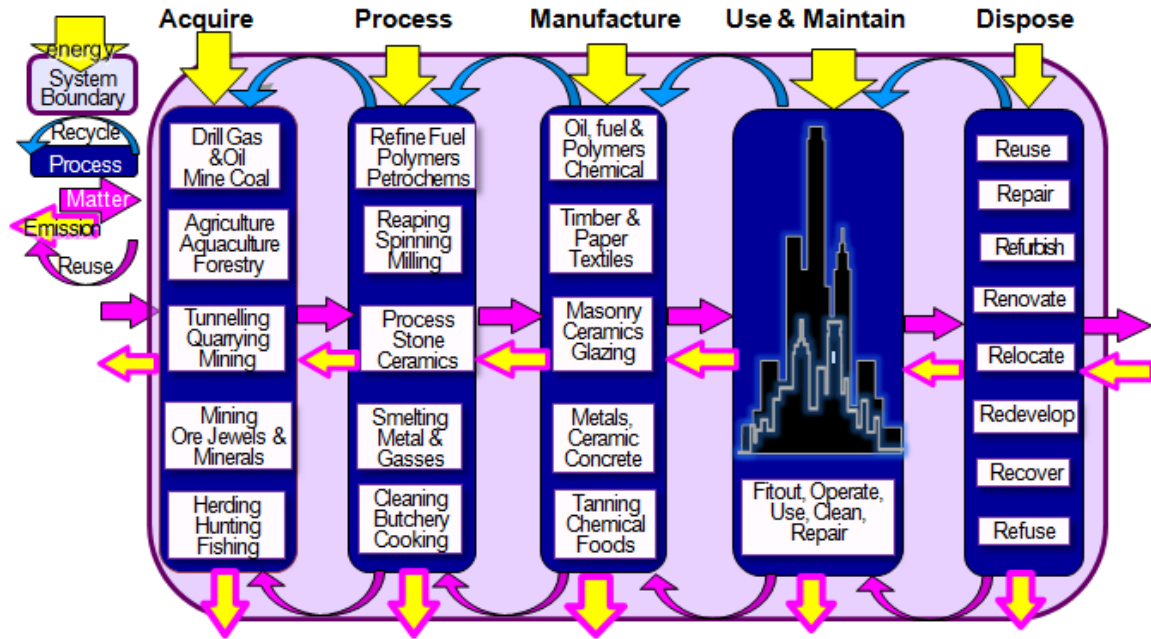 Acquire
Process
Manufacture
Use & Maintain
Dispose
energy
System
Boundary
Recycle
Process
Matter
Emission
Reuse
Drill Gas
&Oil
Mine Coal
Agriculture
Aquaculture
Forestry
Tunnelling
Quarrying
Mining
Mining
Ore Jewels &
Minerals
Herding
Hunting
Fishing
Refine Fuel
Polymers
Petrochems
Reaping
Spinning
Milling
Process
Stone
Ceramics
Smelting
Metal &
Gasses
Cleaning
Butchery
Cooking
Oil, fuel &
Polymers
Chemical
Timber &
Paper
Textiles
Masonry
Ceramics
Glazing
Metals,
Ceramic
Concrete
Tanning
Chemical
Foods
Fitout, Operate,
Use, Clean,
Repair
Reuse
Repair
Refurbish
Renovate
Relocate
Redevelop
Recover
Refuse